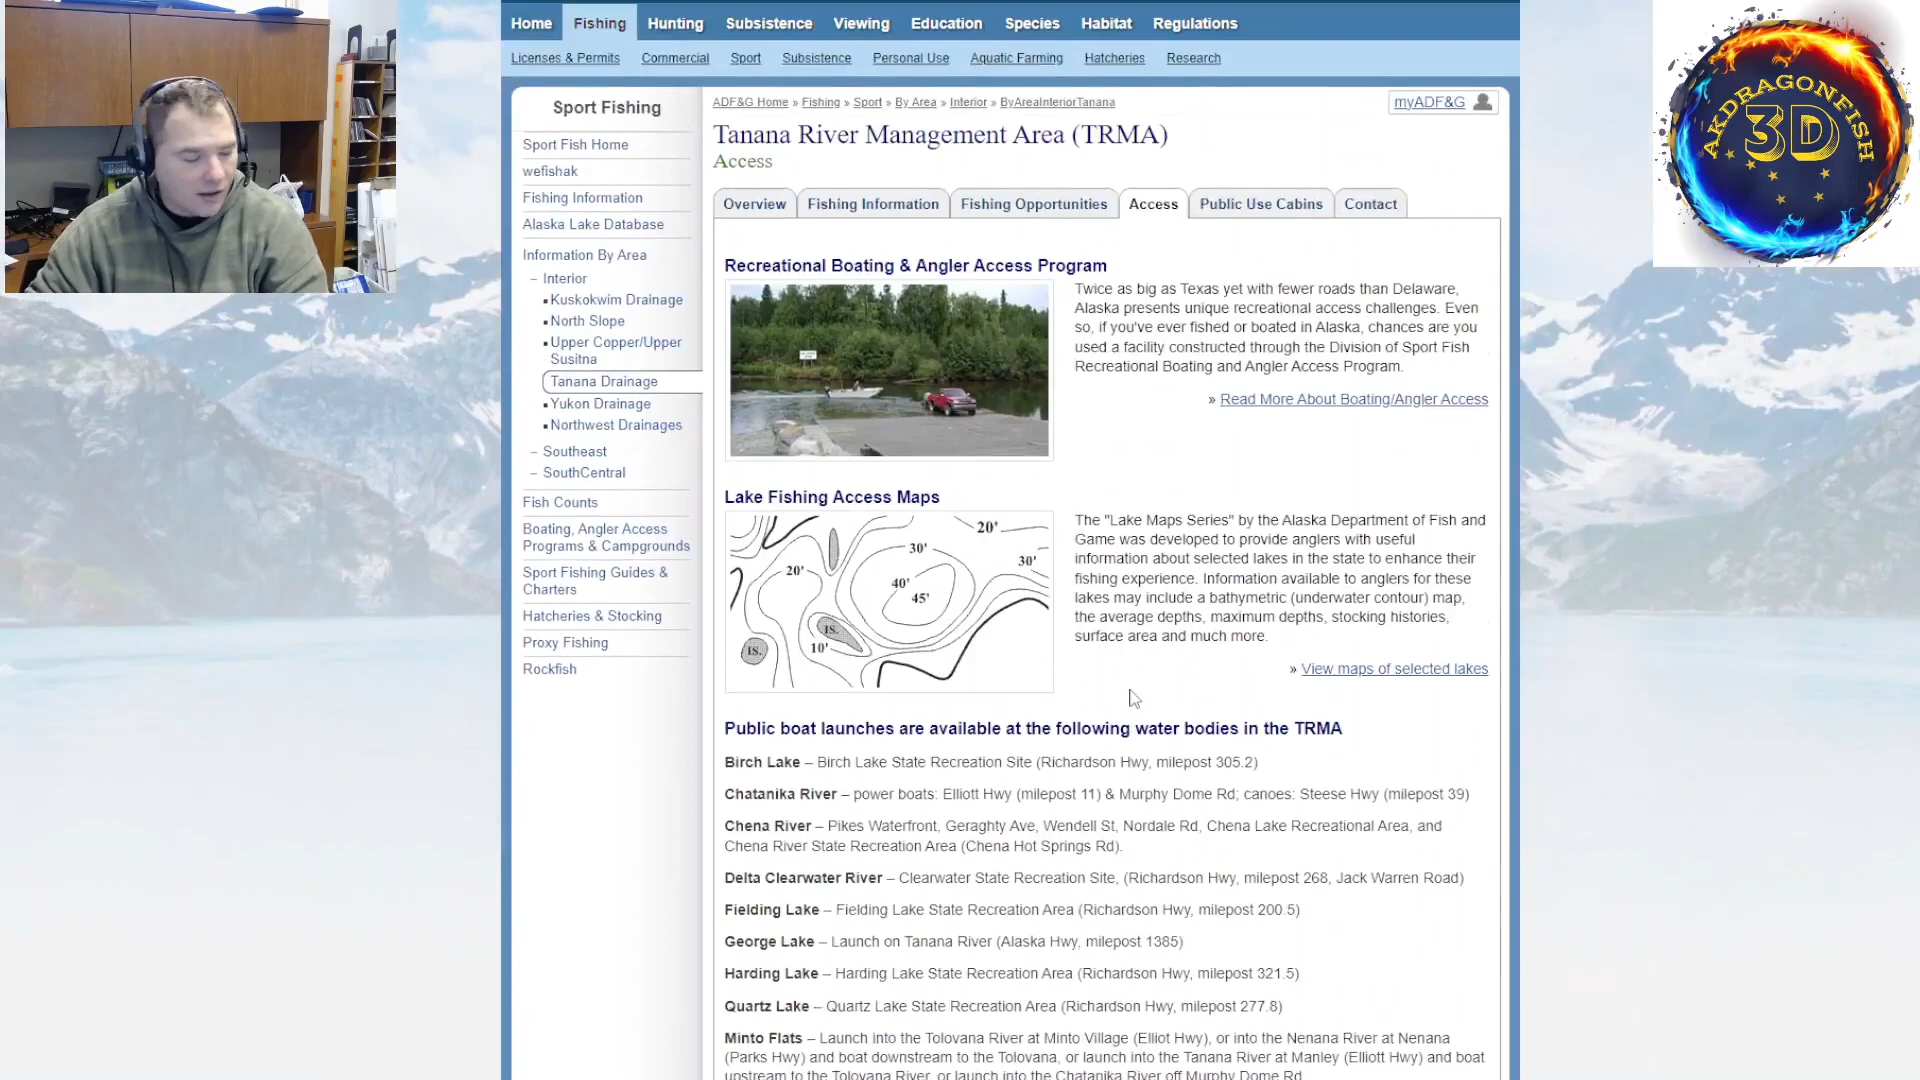 Home Fishing Hunting Subsistence Viewing Education Species Habitat Regulations
Licenses & Permits Commercial Sport Subsistence Personal Use Aquatic Farming Hatcheries Research
Sport Fishing
Sport Fish Home
wefishak
Fishing Information
Alaska Lake Database
Information By Area
– Interior
▪ Kuskokwim Drainage
▪ North Slope
▪ Upper Copper/Upper
Susitna
Tanana Drainage
▪ Yukon Drainage
▪ Northwest Drainages
– Southeast
– SouthCentral
Fish Counts
Boating, Angler Access
Programs & Campgrounds
Sport Fishing Guides &
Charters
Hatcheries & Stocking
Proxy Fishing
Rockfish
ADF&G Home » Fishing » Sport » By Area » Interior » ByAreaInteriorTanana
myADF&G
Tanana River Management Area (TRMA)
Access
Overview Fishing Information Fishing Opportunities Access Public Use Cabins Contact
Recreational Boating & Angler Access Program
Twice as big as Texas yet with fewer roads than Delaware,
Alaska presents unique recreational access challenges. Even
so, if you've ever fished or boated in Alaska, chances are you
used a facility constructed through the Division of Sport Fish
Recreational Boating and Angler Access Program.
» Read More About Boating/Angler Access
Lake Fishing Access Maps
20'
30'
30'
20'
40'
45'
IS.
10'
IS.
The "Lake Maps Series" by the Alaska Department of Fish and
Game was developed to provide anglers with useful
information about selected lakes in the state to enhance their
fishing experience. Information available to anglers for these
lakes may include a bathymetric (underwater contour) map,
the average depths, maximum depths, stocking histories,
surface area and much more.
» View maps of selected lakes
Public boat launches are available at the following water bodies in the TRMA
Birch Lake – Birch Lake State Recreation Site (Richardson Hwy, milepost 305.2)
Chatanika River – power boats: Elliott Hwy (milepost 11) & Murphy Dome Rd; canoes: Steese Hwy (milepost 39)
Chena River – Pikes Waterfront, Geraghty Ave, Wendell St, Nordale Rd, Chena Lake Recreational Area, and
Chena River State Recreation Area (Chena Hot Springs Rd).
Delta Clearwater River – Clearwater State Recreation Site, (Richardson Hwy, milepost 268, Jack Warren Road)
Fielding Lake – Fielding Lake State Recreation Area (Richardson Hwy, milepost 200.5)
George Lake – Launch on Tanana River (Alaska Hwy, milepost 1385)
Harding Lake – Harding Lake State Recreation Area (Richardson Hwy, milepost 321.5)
Quartz Lake – Quartz Lake State Recreation Area (Richardson Hwy, milepost 277.8)
Minto Flats – Launch into the Tolovana River at Minto Village (Elliot Hwy), or into the Nenana River at Nenana
(Parks Hwy) and boat downstream to the Tolovana, or launch into the Tanana River at Manley (Elliott Hwy) and boat
upstream to the Tolovana River, or launch into the Chatanika River off Murphy Dome Rd
AKDRAGONFISH
3D